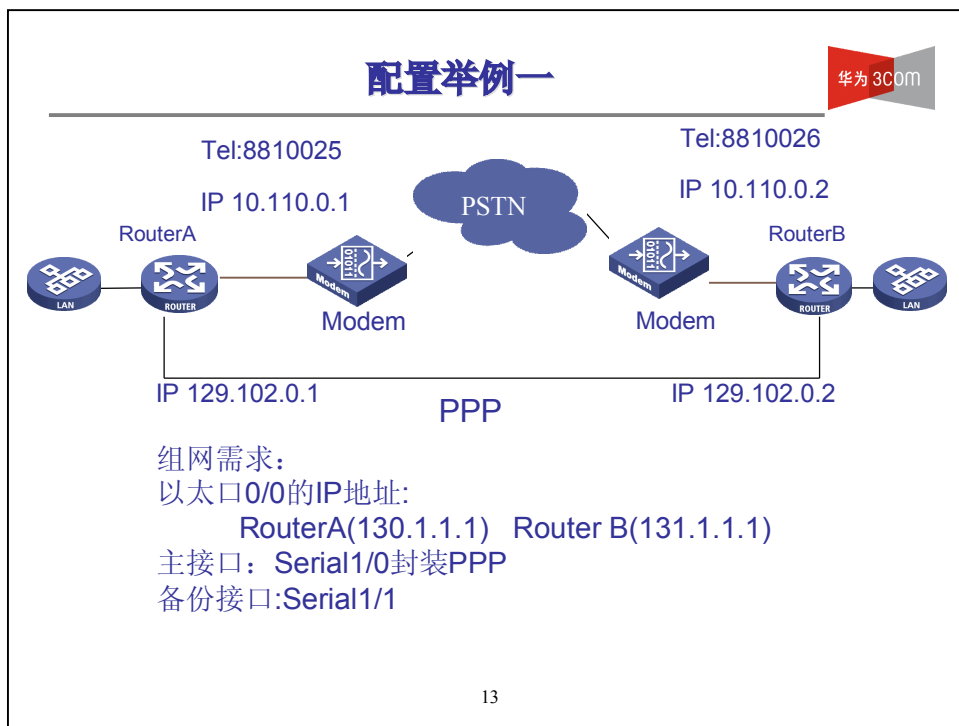 配置举例一
华为 3COM
Tel:8810025
Tel:8810026
IP 10.110.0.1
IP 10.110.0.2
PSTN
RouterA
RouterB
LAN
ROUTER
01011
Modem
01011
Modem
ROUTER
LAN
Modem
Modem
IP 129.102.0.1
IP 129.102.0.2
PPP
组网需求：
以太口0/0的IP地址:
RouterA(130.1.1.1) Router B(131.1.1.1)
主接口：Serial1/0封装PPP
备份接口:Serial1/1
13